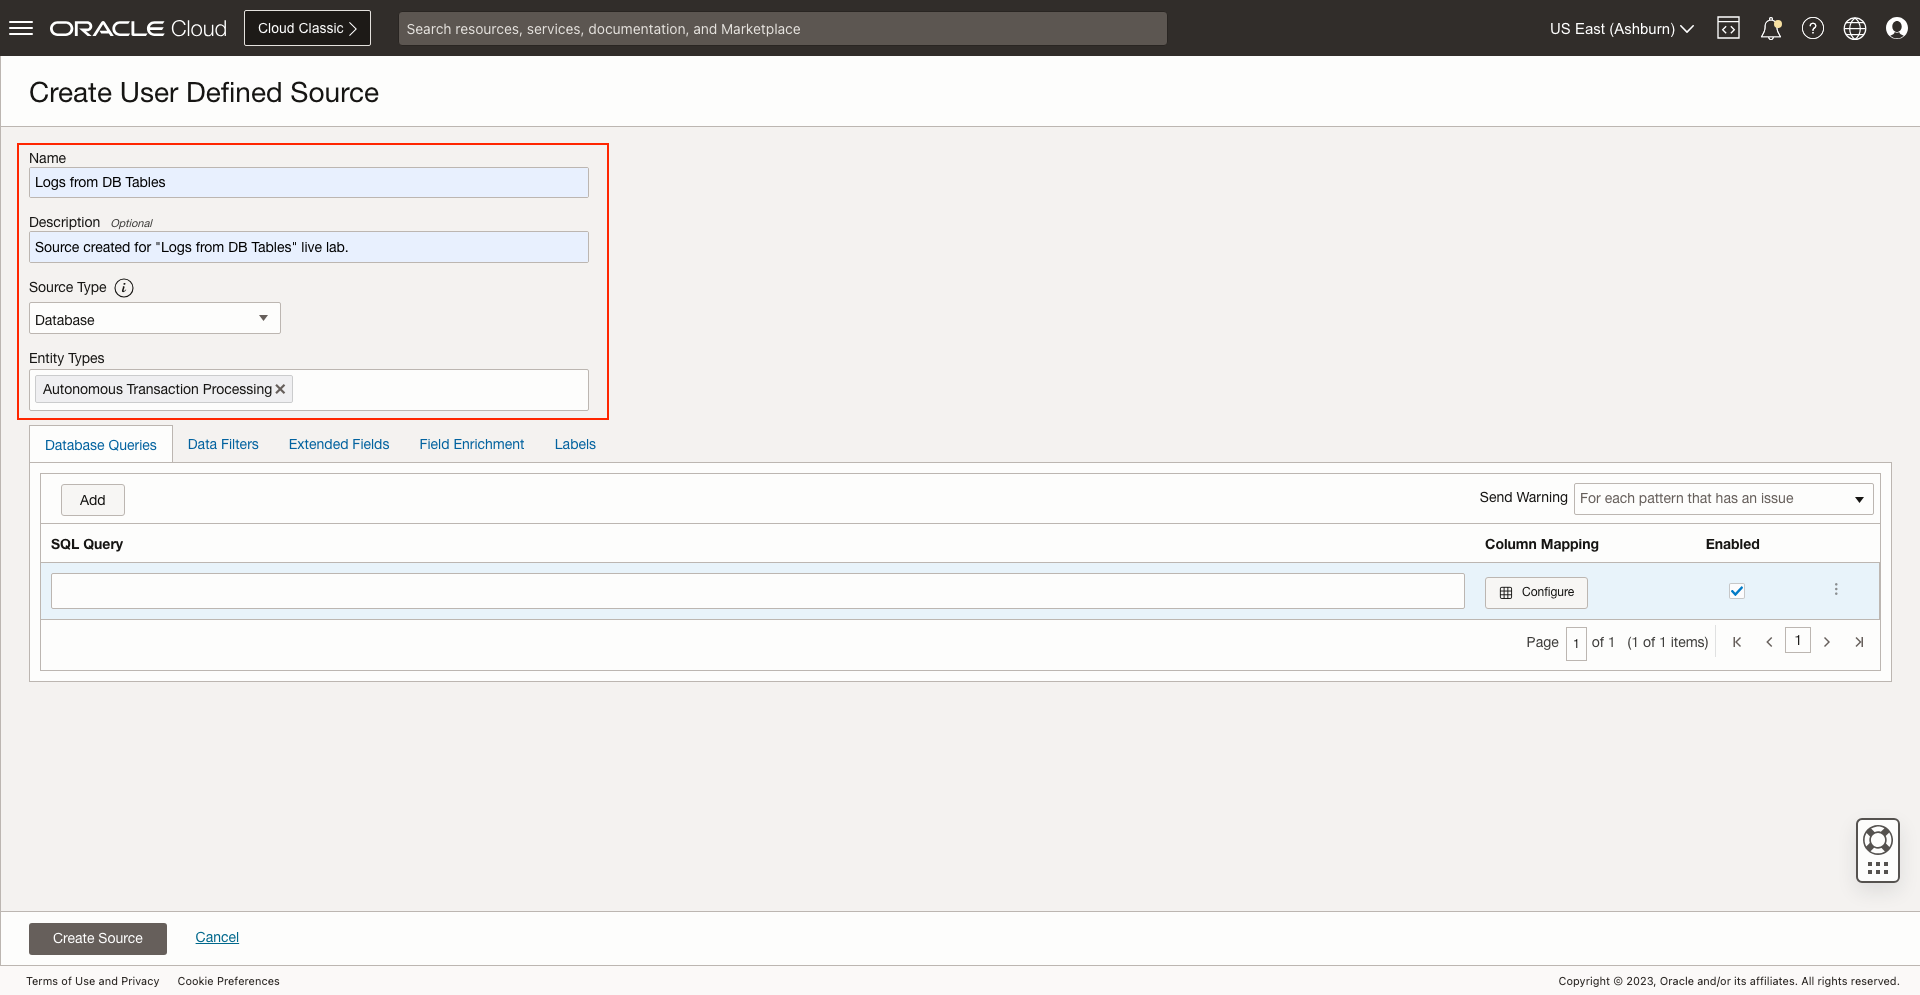 ORACLE Cloud
Cloud Classic
Search resources, services, documentation, and Marketplace
US East (Ashburn)
Create User Defined Source
Name
Logs from DB Tables
Description Optional
Source created for "Logs from DB Tables" live lab.
Source Type
Database
Entity Types
Autonomous Transaction Processing
Database Queries Data Filters Extended Fields Field Enrichment Labels
Add
Send Warning For each pattern that has an issue
SQL Query Column Mapping Enabled
Configure
Page 1 of 1 (1 of 1 items) 1
Create Source Cancel
Terms of Use and Privacy Cookie Preferences
Copyright © 2023, Oracle and/or its affiliates. All rights reserved.